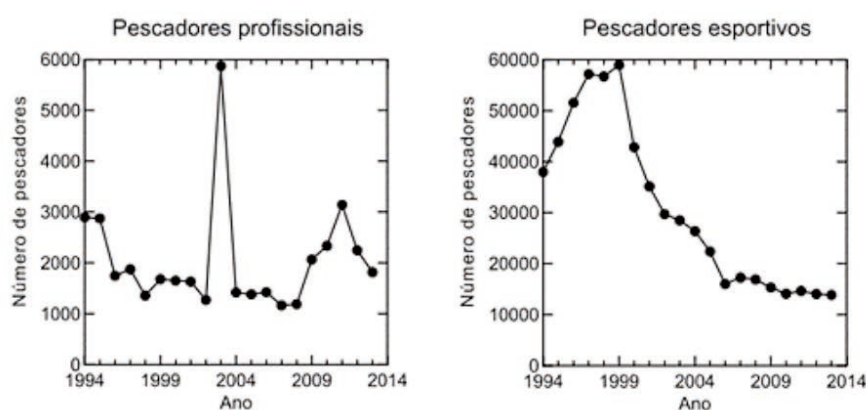 Pescadores profissionais
Número de pescadores
6000
5000
4000
3000
2000
1000
0
1994 1999 2004 2009 2014
Ano
Pescadores esportivos
Número de pescadores
60000
50000
40000
30000
20000
10000
0
1994 1999 2004 2009 2014
Ano